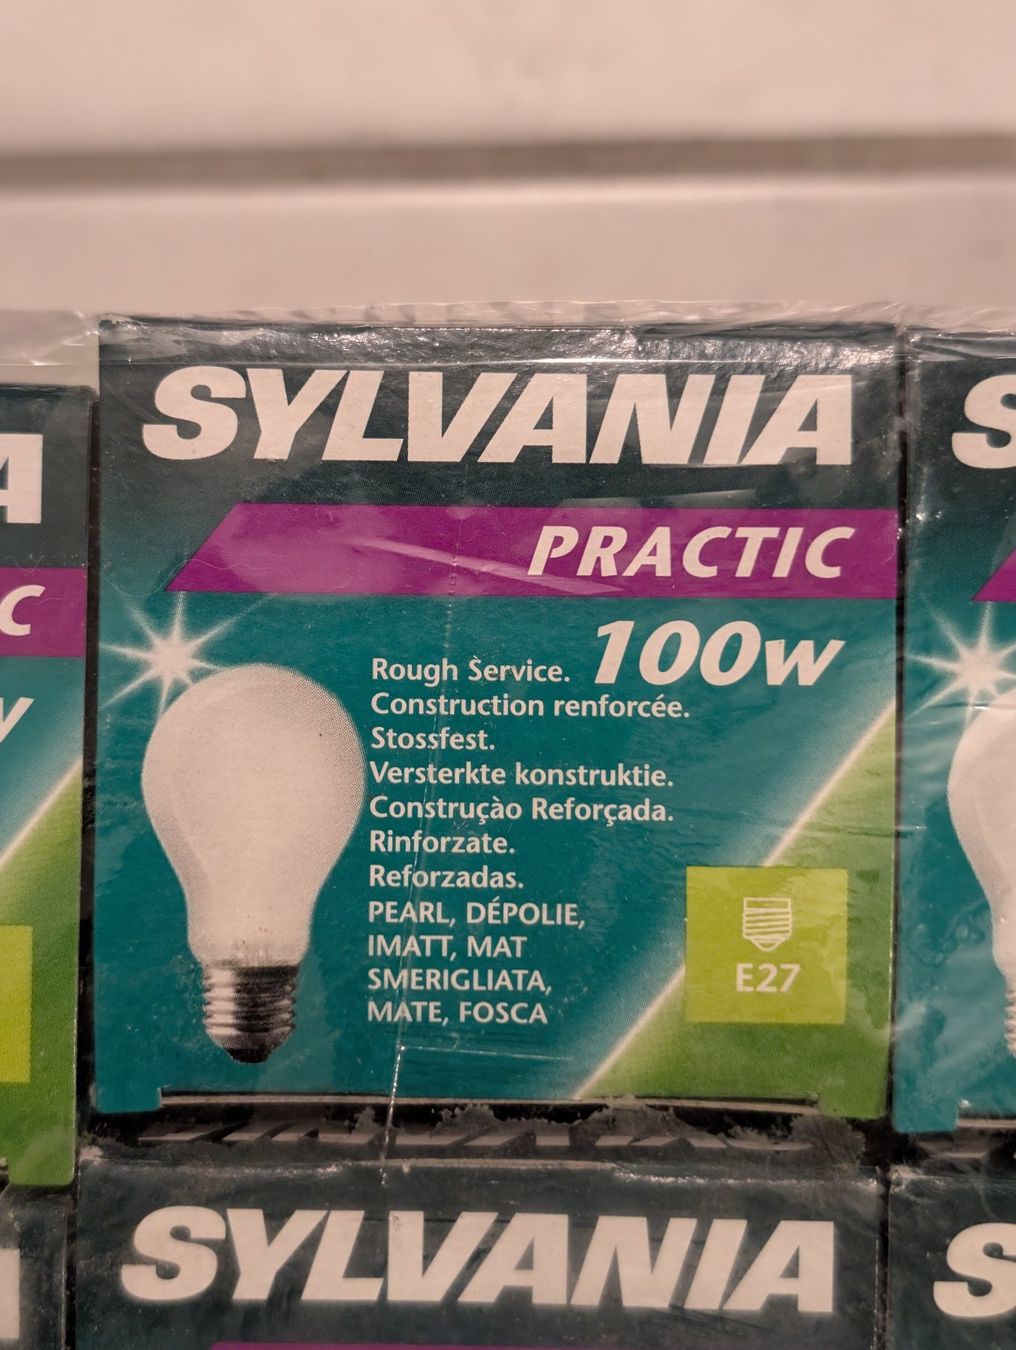 SYLVANIA
PRACTIC
100w
Rough Service.
Construction renforcée.
Stossfest.
Versterkte konstruktie.
Construçào Reforçada.
Rinforzate.
Reforzadas.
PEARL, DÉPOLIE,
IMATT, MAT
SMERIGLIATA,
MATE, FOSCA
E27
A
C
W
S
SYLVANIA
S